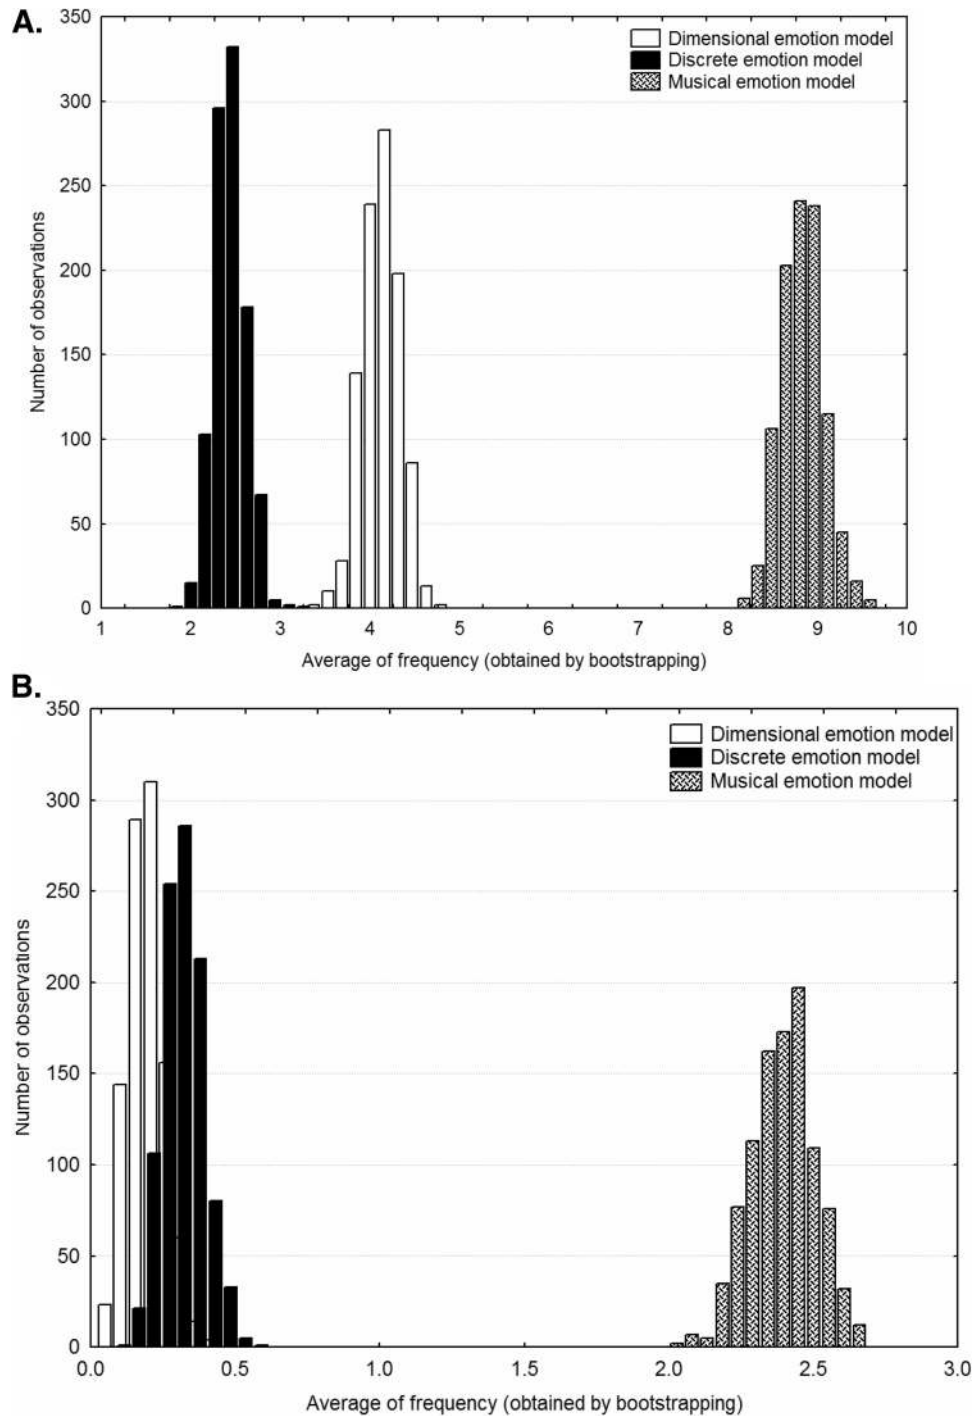 A.
350
300
250
200
150
100
50
0
Number of observations
Dimensional emotion model
Discrete emotion model
Musical emotion model
1 2 3 4 5 6 7 8 9 10
Average of frequency (obtained by bootstrapping)
B.
350
300
250
200
150
100
50
0
Number of observations
Dimensional emotion model
Discrete emotion model
Musical emotion model
0.0 0.5 1.0 1.5 2.0 2.5 3.0
Average of frequency (obtained by bootstrapping)